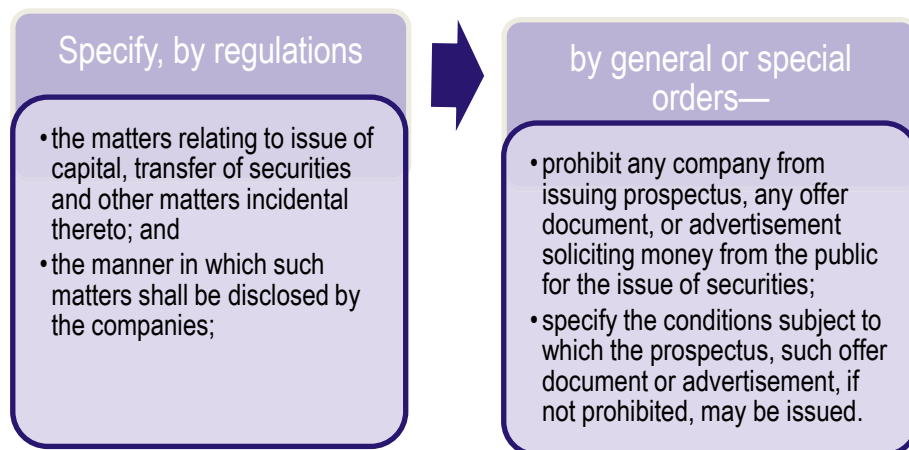 Specify, by regulations
• the matters relating to issue of
capital, transfer of securities
and other matters incidental
thereto; and
• the manner in which such
matters shall be disclosed by
the companies;
by general or special
orders—
• prohibit any company from
issuing prospectus, any offer
document, or advertisement
soliciting money from the public
for the issue of securities;
• specify the conditions subject to
which the prospectus, such offer
document or advertisement, if
not prohibited, may be issued.